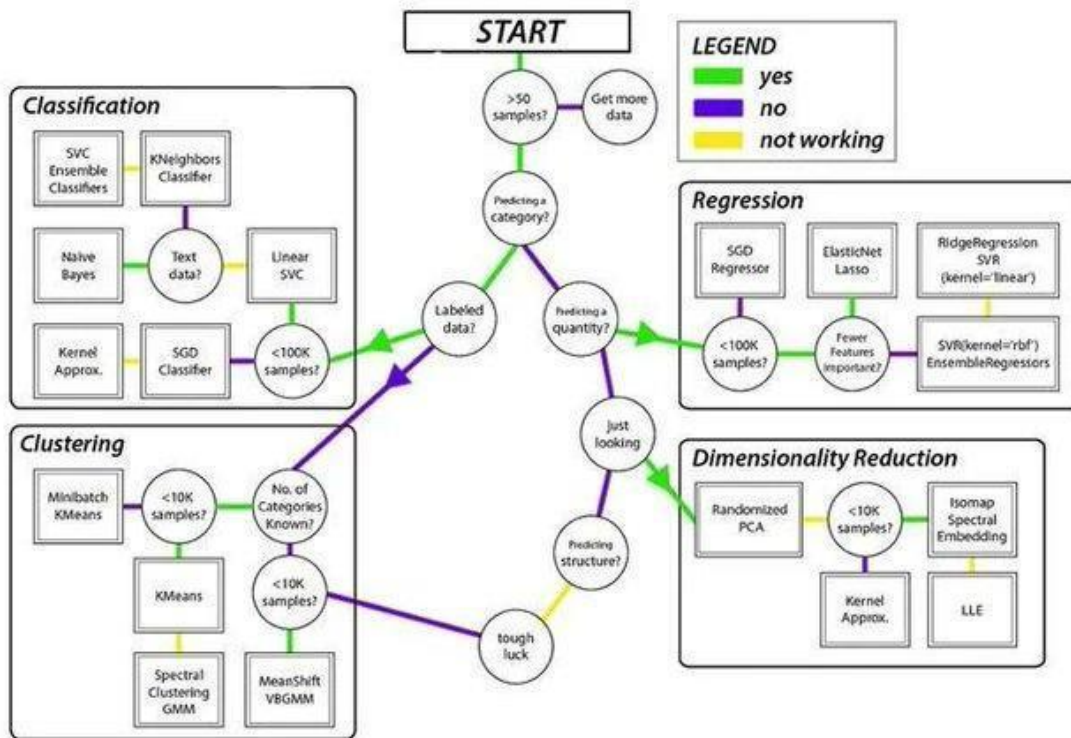 START
LEGEND
yes
no
not working
>50
samples?
Get more
data
Predicting a
category?
Labeled
data?
Predicting a
quantity?
Just
looking
Predicting
structure?
tough
luck
Classification
SVC
Ensemble
Classifiers
KNeighbors
Classifier
Naive
Bayes
Text
data?
Linear
SVC
Kernel
Approx.
SGD
Classifier
<100K
samples?
Regression
SGD
Regressor
ElasticNet
Lasso
RidgeRegression
SVR
(kernel='linear')
<100K
samples?
Fewer
Features
Important?
SVR(kernel='rbf')
EnsembleRegressors
Clustering
Minibatch
KMeans
<10K
samples?
No. of
Categories
Known?
KMeans
<10K
samples?
Spectral
Clustering
GMM
MeanShift
VBGMM
Dimensionality Reduction
Randomized
PCA
<10K
samples?
Isomap
Spectral
Embedding
Kernel
Approx.
LLE